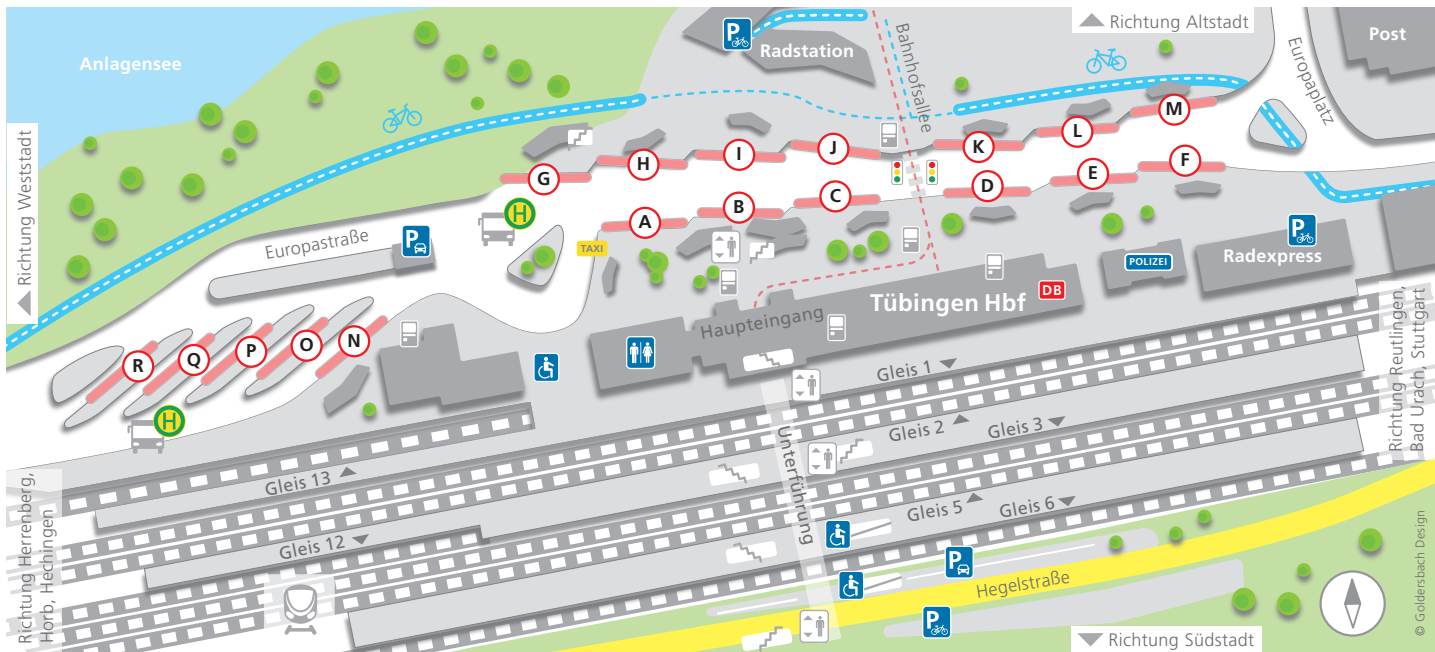 Richtung Altstadt
Post
Anlagensee
Radstation
P
Bahnhofsallee
Europaplatz
M
L
K
J
I
H
G
F
E
D
C
B
A
H
TAXI
Richtung Weststadt
Europastraße
P
P
POLIZEI
Radexpress
Tübingen Hbf
DB
Haupteingang
R
Q
P
O
N
H
Gleis 1
Gleis 2
Gleis 3
Gleis 13
Gleis 12
Gleis 5
Gleis 6
Unterführung
Richtung Reutlingen,
Bad Urach, Stuttgart
Richtung Herrenberg,
Horb, Hechingen
P
Hegelstraße
P
Richtung Südstadt
© Goldersbach Design